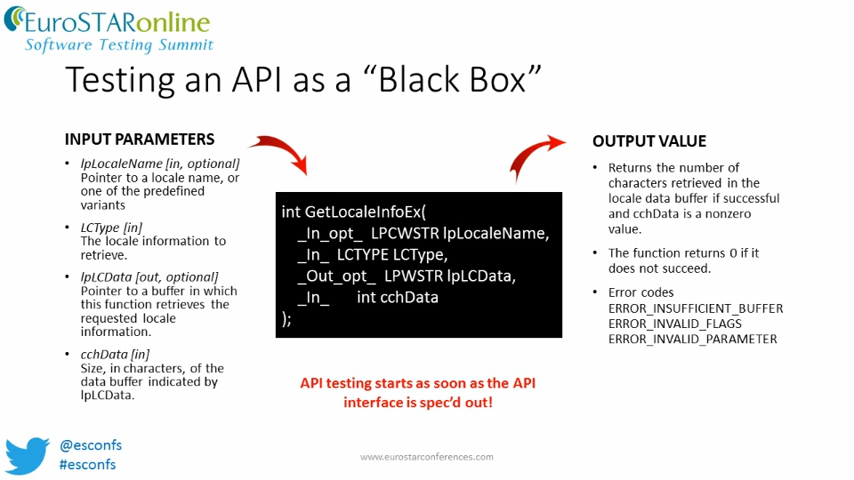 EuroSTARonline
Software Testing Summit
Testing an API as a “Black Box”
INPUT PARAMETERS
• lpLocaleName [in, optional]
Pointer to a locale name, or
one of the predefined
variants
• LCType [in]
The locale information to
retrieve.
• lpLCData [out, optional]
Pointer to a buffer in which
this function retrieves the
requested locale
information.
• cchData [in]
Size, in characters, of the
data buffer indicated by
lpLCData.
int GetLocaleInfoEx(
_In_opt_ LPCWSTR lpLocaleName,
_In_ LCTYPE LCType,
_Out_opt_ LPWSTR lpLCData,
_In_ int cchData
);
API testing starts as soon as the API
interface is spec’d out!
OUTPUT VALUE
• Returns the number of
characters retrieved in the
locale data buffer if successful
and cchData is a nonzero
value.
• The function returns 0 if it
does not succeed.
• Error codes
ERROR_INSUFFICIENT_BUFFER
ERROR_INVALID_FLAGS
ERROR_INVALID_PARAMETER
@esconfs
#esconfs
www.eurostarconferences.com